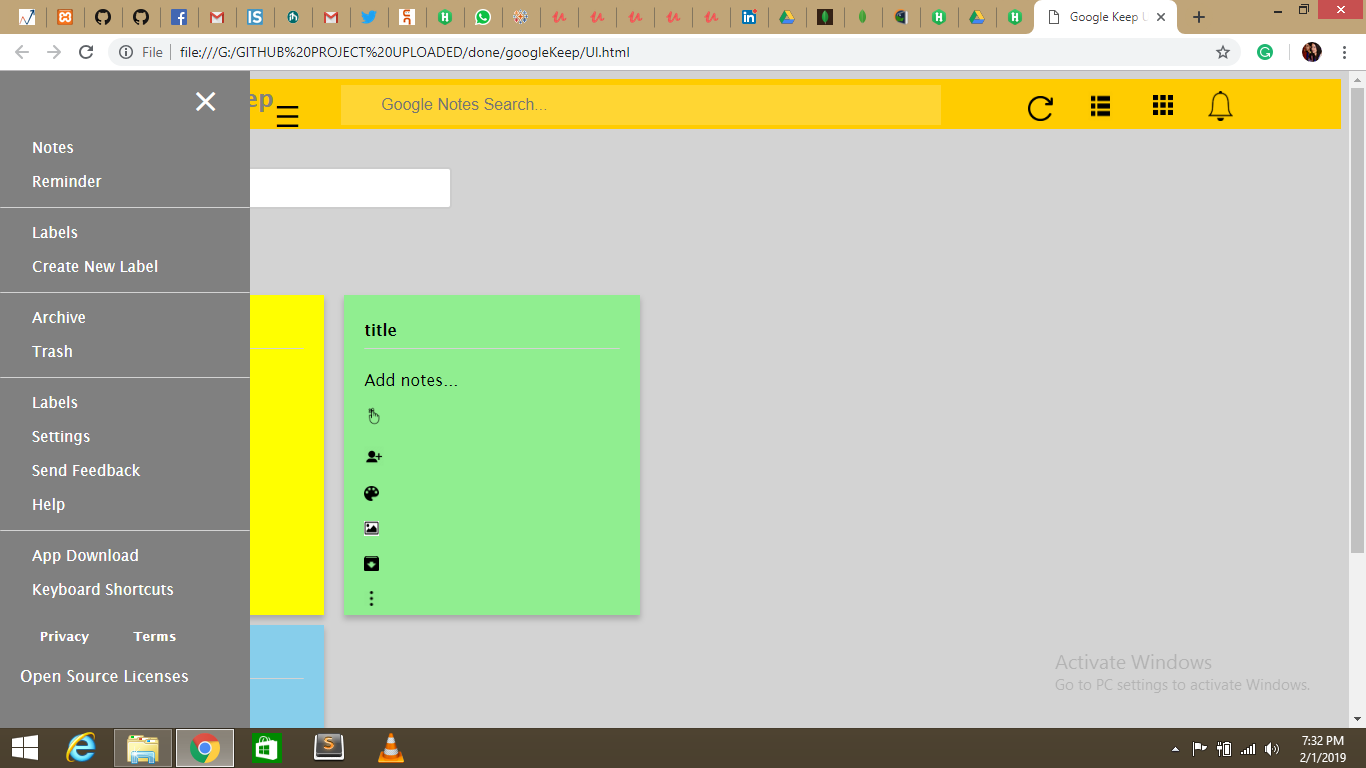 Google Keep U
File
file:///G:/GITHUB%20PROJECT%20UPLOADED/done/googleKeep/UI.html
ep
Google Notes Search...
Notes
Reminder
Labels
Create New Label
Archive
Trash
Labels
Settings
Send Feedback
Help
App Download
Keyboard Shortcuts
Privacy Terms
Open Source Licenses
title
Add notes...
Activate Windows
Go to PC settings to activate Windows.
7:32 PM
2/1/2019